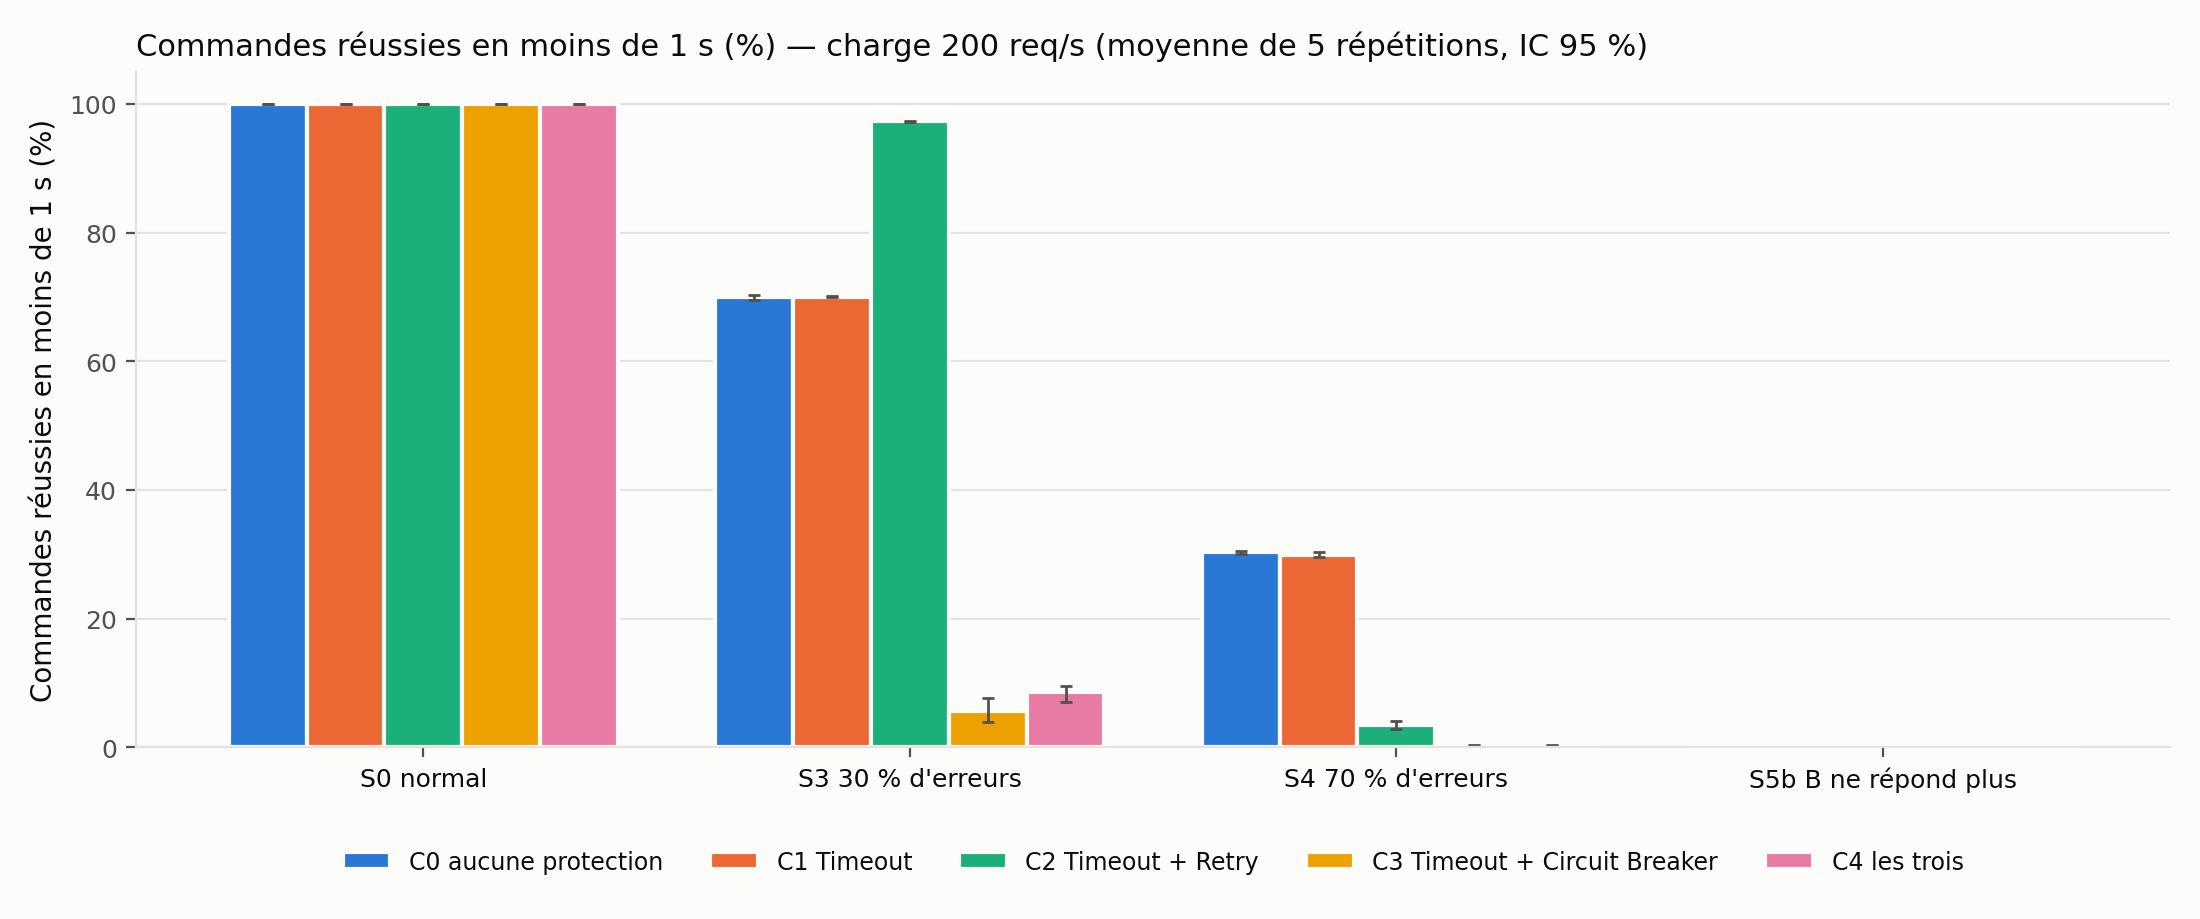 Commandes réussies en moins de 1 s (%) — charge 200 req/s (moyenne de 5 répétitions, IC 95 %)
Commandes réussies en moins de 1 s (%)
100
80
60
40
20
0
S0 normal
S3 30 % d'erreurs
S4 70 % d'erreurs
S5b B ne répond plus
C0 aucune protection
C1 Timeout
C2 Timeout + Retry
C3 Timeout + Circuit Breaker
C4 les trois